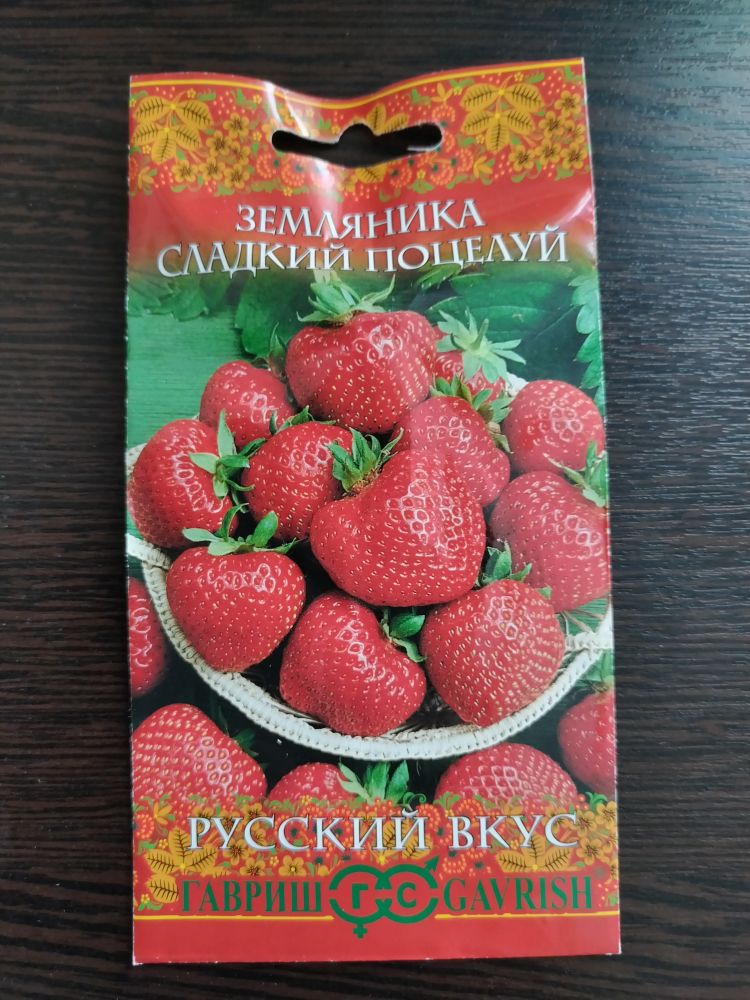 ЗЕМЛЯНИКА
СЛАДКИЙ ПОЦЕЛУЙ
РУССКИЙ ВКУС
ГАВРИШ ГС GAVRISH®